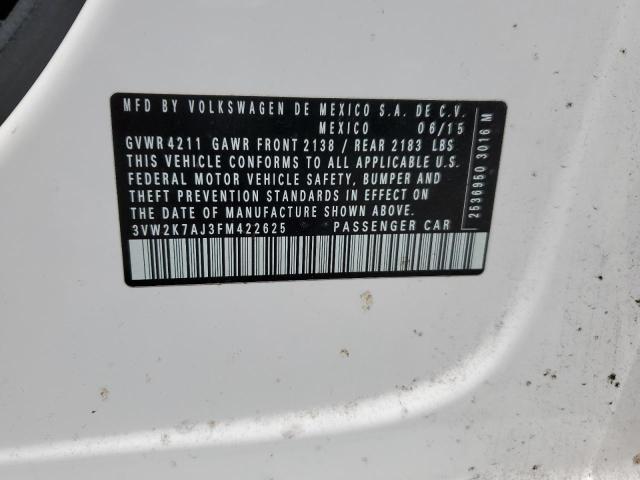 MFD BY VOLKSWAGEN DE MEXICO S.A. DE C.V.
MEXICO 06/15
GVWR 4211 GAWR FRONT 2138 / REAR 2183 LBS
THIS VEHICLE CONFORMS TO ALL APPLICABLE U.S.
FEDERAL MOTOR VEHICLE SAFETY, BUMPER AND
THEFT PREVENTION STANDARDS IN EFFECT ON
THE DATE OF MANUFACTURE SHOWN ABOVE.
3VW2K7AJ3FM422625 PASSENGER CAR
2536950 3016 M